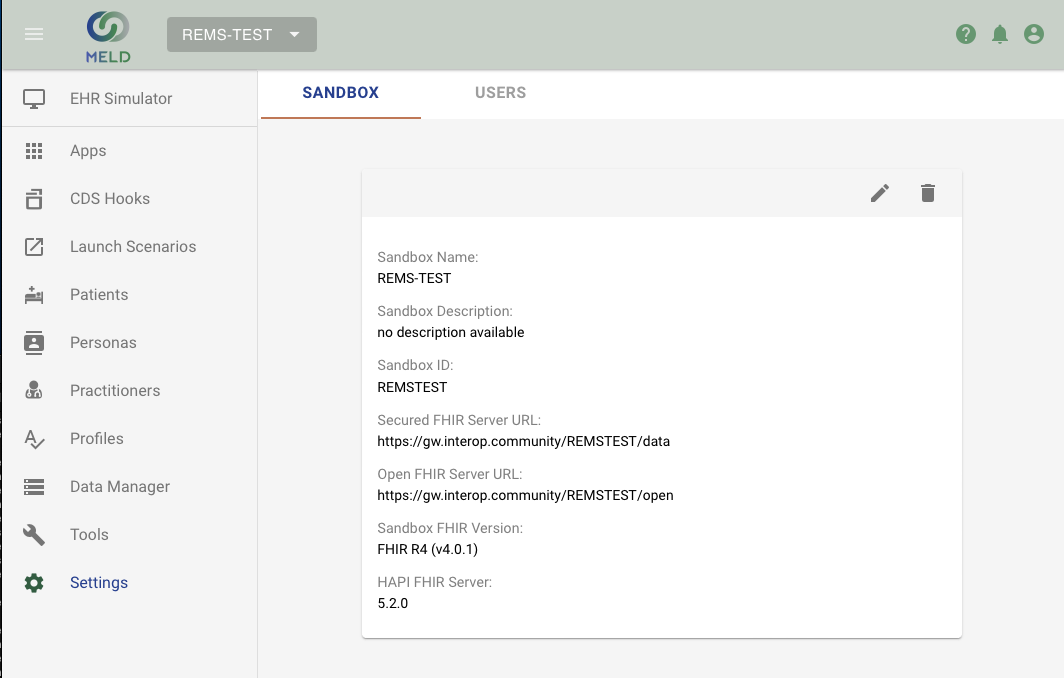 MELD
REMS-TEST
EHR Simulator
Apps
CDS Hooks
Launch Scenarios
Patients
Personas
Practitioners
Profiles
Data Manager
Tools
Settings
SANDBOX
USERS
Sandbox Name:
REMS-TEST
Sandbox Description:
no description available
Sandbox ID:
REMSTEST
Secured FHIR Server URL:
https://gw.interop.community/REMSTEST/data
Open FHIR Server URL:
https://gw.interop.community/REMSTEST/open
Sandbox FHIR Version:
FHIR R4 (v4.0.1)
HAPI FHIR Server:
5.2.0